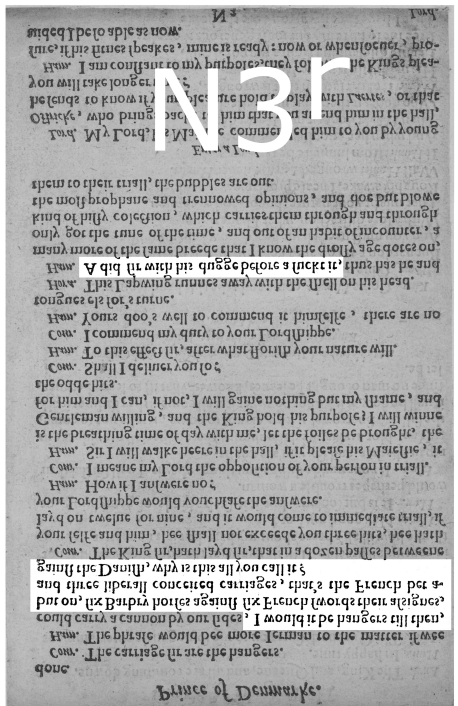 N3r
Prince of Denmarke.
done.
Cour. The carriage ſir are the hangers.
Ham. The phraſe would bee more Ierman to the matter if wee
could carry a cannon by our ſides, I would it be hangers till then,
but on, ſix Barbry horſes againſt ſix French ſwords their aſsignes,
and three liberall conceited carriages, that's the French bet a-
gainſt the Daniſh, why is this all you call it?
Cour. The King ſir, hath layd ſir, that in a dozen paſſes betweene
your ſelfe and him, hee ſhall not exceede you three hits, hee hath
layd on twelue for nine, and it would come to immediate triall, if
your Lordſhippe would vouchſafe the anſwere.
Ham. How if I anſwere no?
Cour. I meane my Lord the oppoſition of your perſon in triall.
Ham. Sir I will walke heere in the hall, if it pleaſe his Maieſtie, it
is the breathing time of day with me, let the foiles be brought, the
Gentleman willing, and the King hold his purpoſe; I will winne
for him and I can, if not, I will gaine nothing but my ſhame, and
the odde hits.
Cour. Shall I deliuer you ſo?
Ham. To this effect ſir, after what floriſh your nature will.
Cour. I commend my duty to your Lordſhippe.
Ham. Yours doo's well to commend it himſelfe, there are no
tongues els for's turne.
Hora. This Lapwing runnes away with the ſhell on his head.
Ham. A did ſir with his dugge before a ſuckt it, thus has he and
many more of the ſame breede that I know the droſſy age dotes on,
only got the tune of the time, and out of an habit of incounter, a
kind of hiſty colection, which carries them through and through
the moſt prophane and trennowed opinions, and doe but blowe
them to their triall, the bubbles are out.
Enter a Lord.
Lord. My Lord, his Maieſtie commended him to you by young
Oſtricke, who brings backe to him that you attend him in the hall,
he ſends to know if your pleaſure hold to play with Laertes, or that
you will take longer time?
Ham. I am conſtant to my purpoſes, they follow the Kings plea-
ſure, if his fitnes ſpeakes, mine is ready: now or whenſoeuer, pro-
uided I be ſo able as now.
N 3
Lord.